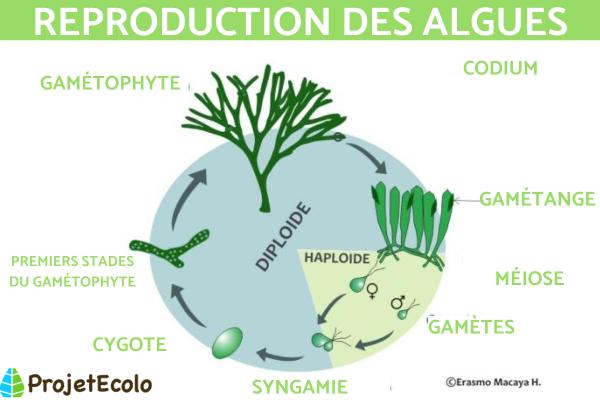 REPRODUCTION DES ALGUES
CODIUM
GAMÉTOPHYTE
GAMÉTANGE
DIPLOIDE
HAPLOIDE
PREMIERS STADES
DU GAMÉTOPHYTE
MÉIOSE
♀
♂
GAMÈTES
CYGOTE
SYNGAMIE
ProjetEcolo
©Erasmo Macaya H.